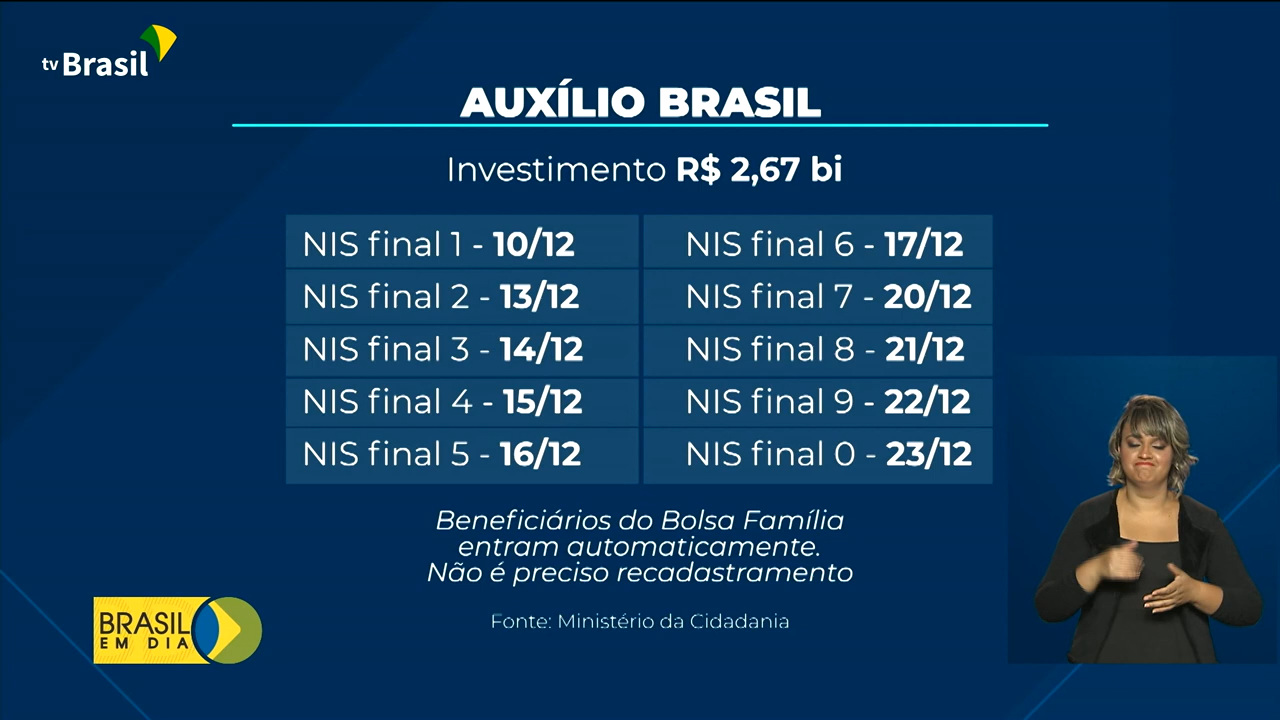 tv Brasil
AUXÍLIO BRASIL
Investimento R$ 2,67 bi
NIS final 1 - 10/12
NIS final 2 - 13/12
NIS final 3 - 14/12
NIS final 4 - 15/12
NIS final 5 - 16/12
NIS final 6 - 17/12
NIS final 7 - 20/12
NIS final 8 - 21/12
NIS final 9 - 22/12
NIS final 0 - 23/12
Beneficiários do Bolsa Família
entram automaticamente.
Não é preciso recadastramento
Fonte: Ministério da Cidadania
BRASIL
EM DIA